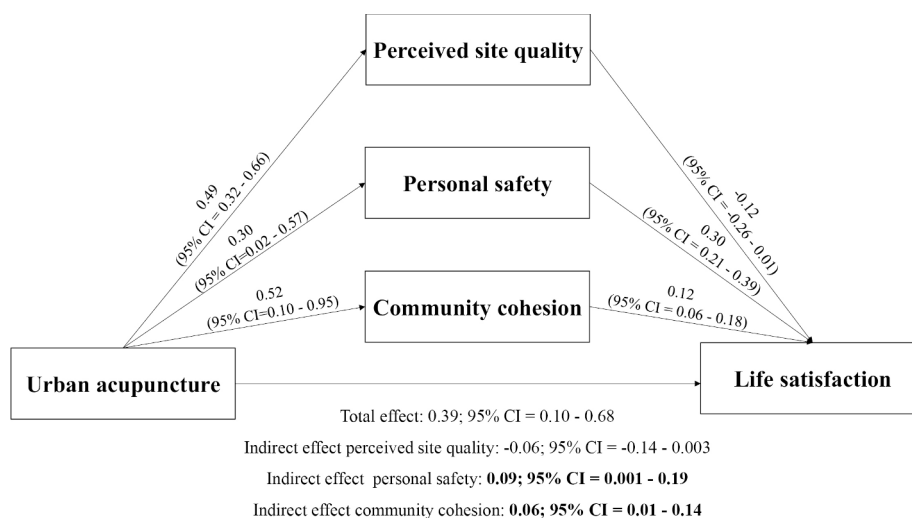 Perceived site quality
0.49
(95% CI = 0.32 - 0.66)
-0.12
(95% CI = -0.26 - 0.01)
Personal safety
0.30
(95% CI=0.02 - 0.57)
0.30
(95% CI = 0.21 - 0.39)
Community cohesion
0.52
(95% CI=0.10 - 0.95)
0.12
(95% CI = 0.06 - 0.18)
Urban acupuncture
Life satisfaction
Total effect: 0.39; 95% CI = 0.10 - 0.68
Indirect effect perceived site quality: -0.06; 95% CI = -0.14 - 0.003
Indirect effect personal safety: 0.09; 95% CI = 0.001 - 0.19
Indirect effect community cohesion: 0.06; 95% CI = 0.01 - 0.14